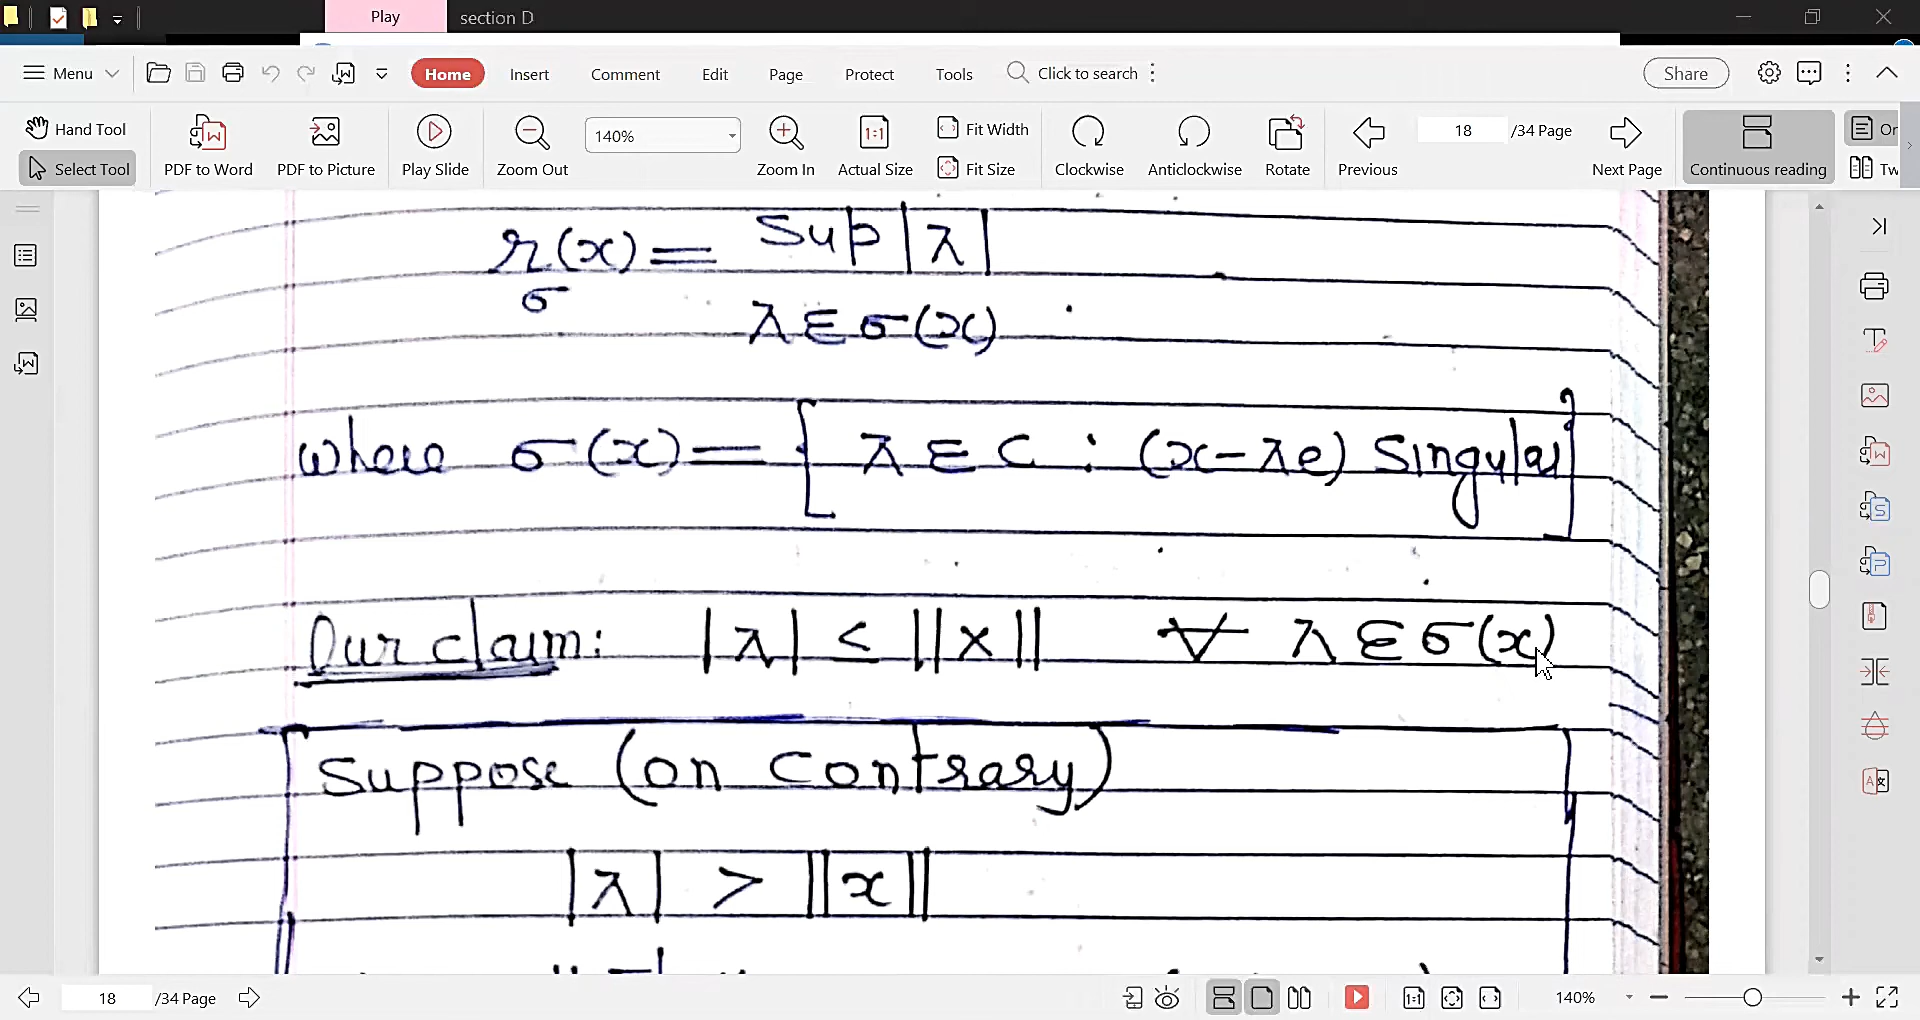 Play section D
Menu Home Insert Comment Edit Page Protect Tools Click to search Share
Hand Tool
Select Tool
PDF to Word PDF to Picture Play Slide Zoom Out 140% Zoom In Actual Size
Fit Width
Fit Size
Clockwise Anticlockwise Rotate Previous 18 /34 Page Next Page Continuous reading
Or
Tw
r(x) = Sup |λ|
σ λ∈σ(x)
where σ(x) = [λ ∈ C : (x-λe) Singular]
Our claim: |λ| ≤ ||x|| ∀ λ∈σ(x)
Suppose (on contrary)
|λ| > ||x||
18 /34 Page 140%